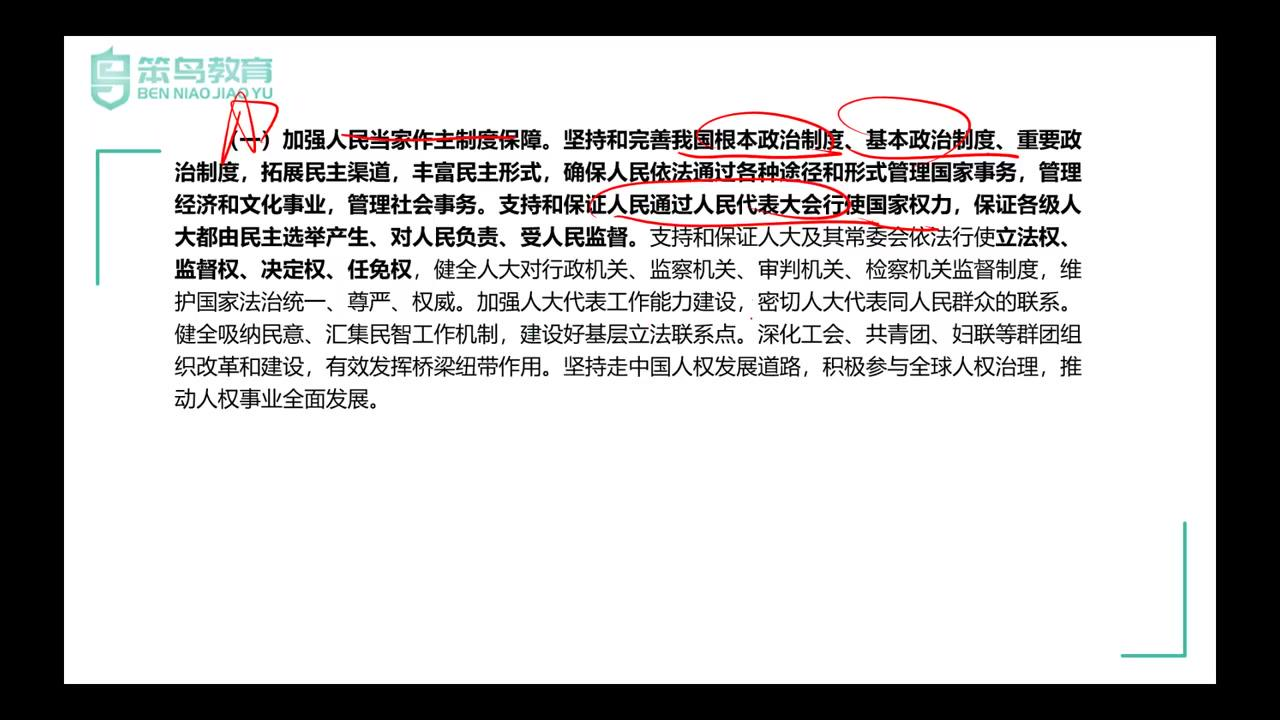 笨鸟教育
BEN NIAO JIAO YU
（一）加强人民当家作主制度保障。坚持和完善我国根本政治制度、基本政治制度、重要政
治制度，拓展民主渠道，丰富民主形式，确保人民依法通过各种途径和形式管理国家事务，管理
经济和文化事业，管理社会事务。支持和保证人民通过人民代表大会行使国家权力，保证各级人
大都由民主选举产生、对人民负责、受人民监督。支持和保证人大及其常委会依法行使立法权、
监督权、决定权、任免权，健全人大对行政机关、监察机关、审判机关、检察机关监督制度，维
护国家法治统一、尊严、权威。加强人大代表工作能力建设，密切人大代表同人民群众的联系。
健全吸纳民意、汇集民智工作机制，建设好基层立法联系点。深化工会、共青团、妇联等群团组
织改革和建设，有效发挥桥梁纽带作用。坚持走中国人权发展道路，积极参与全球人权治理，推
动人权事业全面发展。